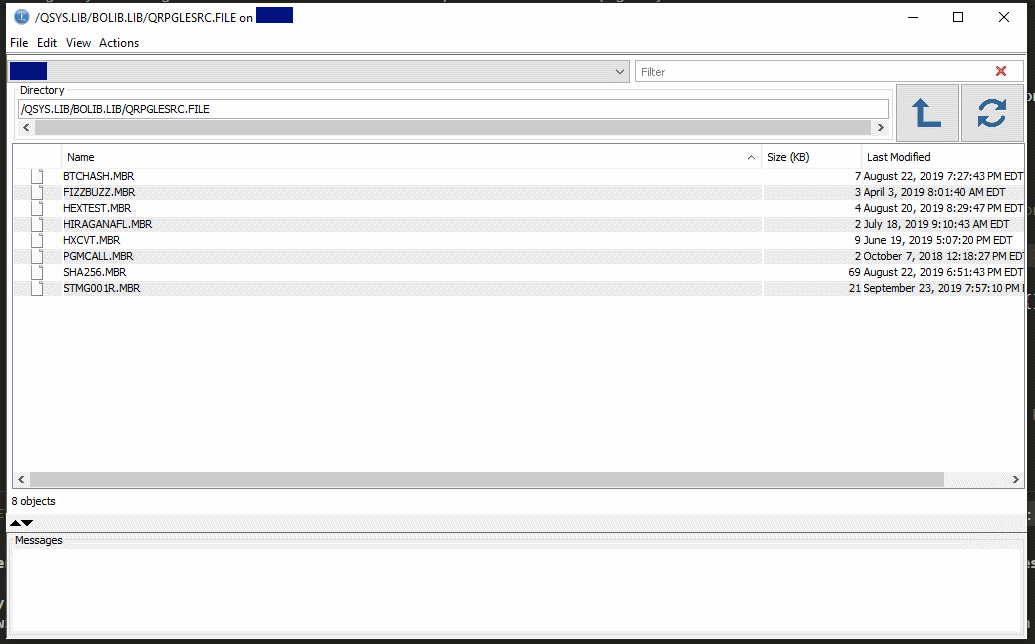 /QSYS.LIB/BOLIB.LIB/QRPGLESRC.FILE on
File Edit View Actions
Filter
Directory
/QSYS.LIB/BOLIB.LIB/QRPGLESRC.FILE
Name Size (KB) Last Modified
BTCHASH.MBR 7 August 22, 2019 7:27:43 PM EDT
FIZZBUZZ.MBR 3 April 3, 2019 8:01:40 AM EDT
HEXTEST.MBR 4 August 20, 2019 8:29:47 PM EDT
HIRAGANAFL.MBR 2 July 18, 2019 9:10:43 AM EDT
HXCVT.MBR 9 June 19, 2019 5:07:20 PM EDT
PGMCALL.MBR 2 October 7, 2018 12:18:27 PM EDT
SHA256.MBR 69 August 22, 2019 6:51:43 PM EDT
STMG001R.MBR 21 September 23, 2019 7:57:10 PM
8 objects
Messages